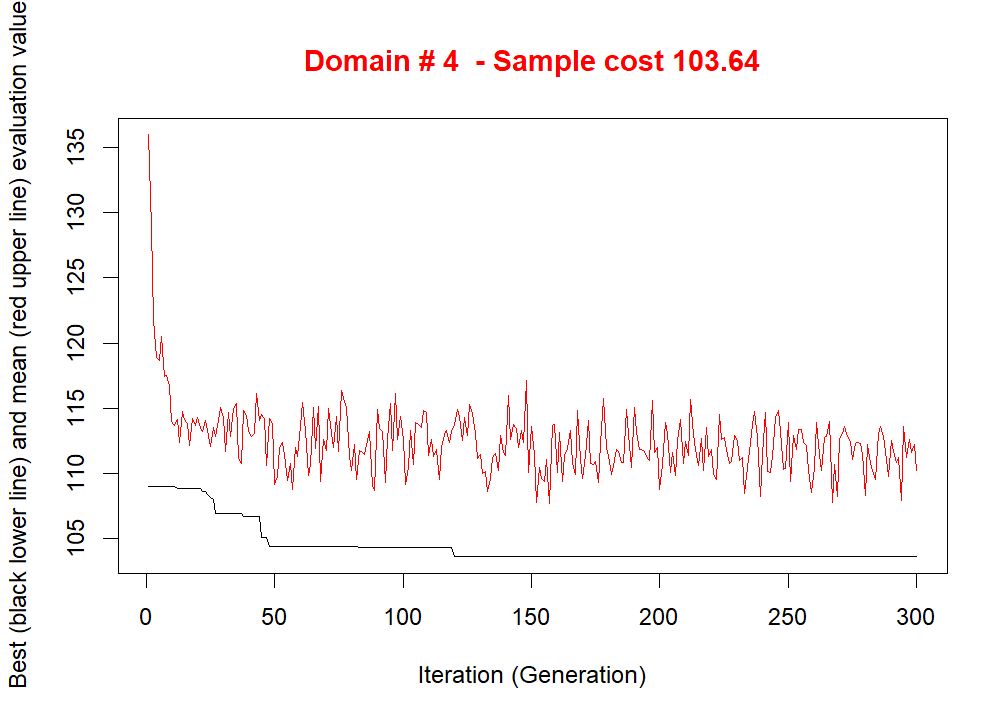 Domain # 4  - Sample cost 103.64
Best (black lower line) and mean (red upper line) evaluation value
135
130
125
120
115
110
105
0 50 100 150 200 250 300
Iteration (Generation)